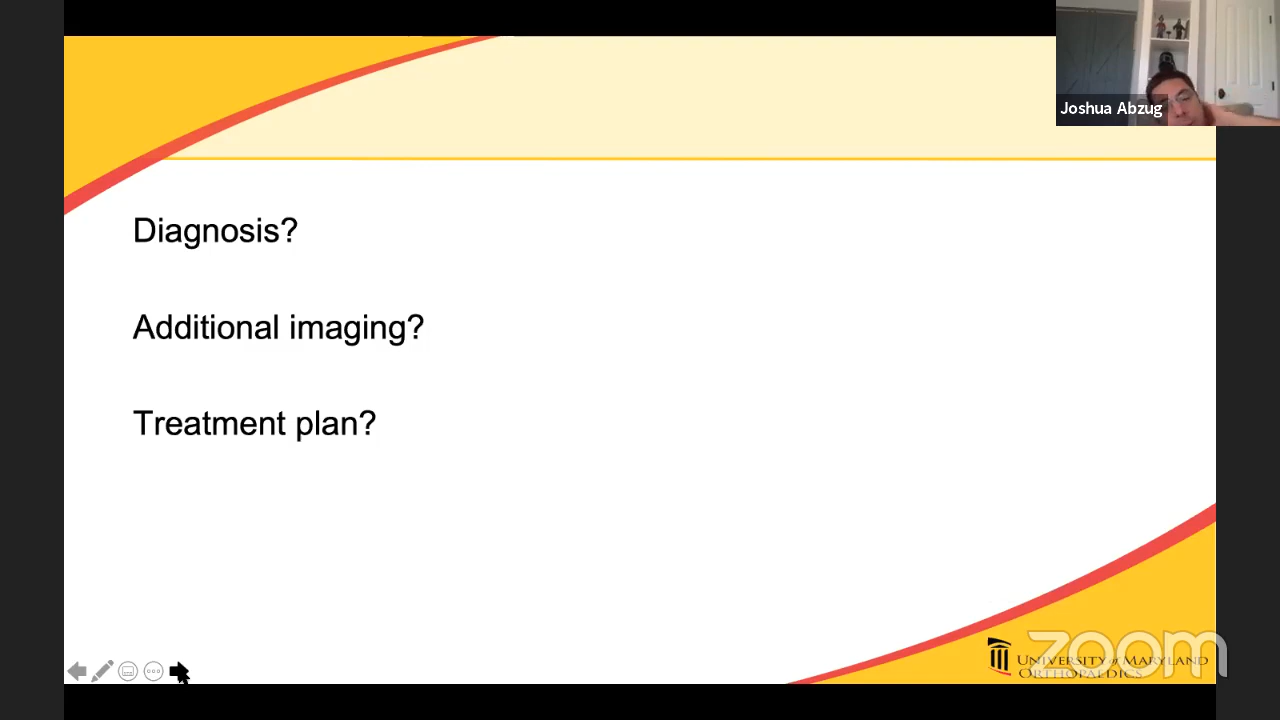 Joshua Abzug
Diagnosis?
Additional imaging?
Treatment plan?
zoom
UNIVERSITY of MARYLAND
ORTHOPAEDICS